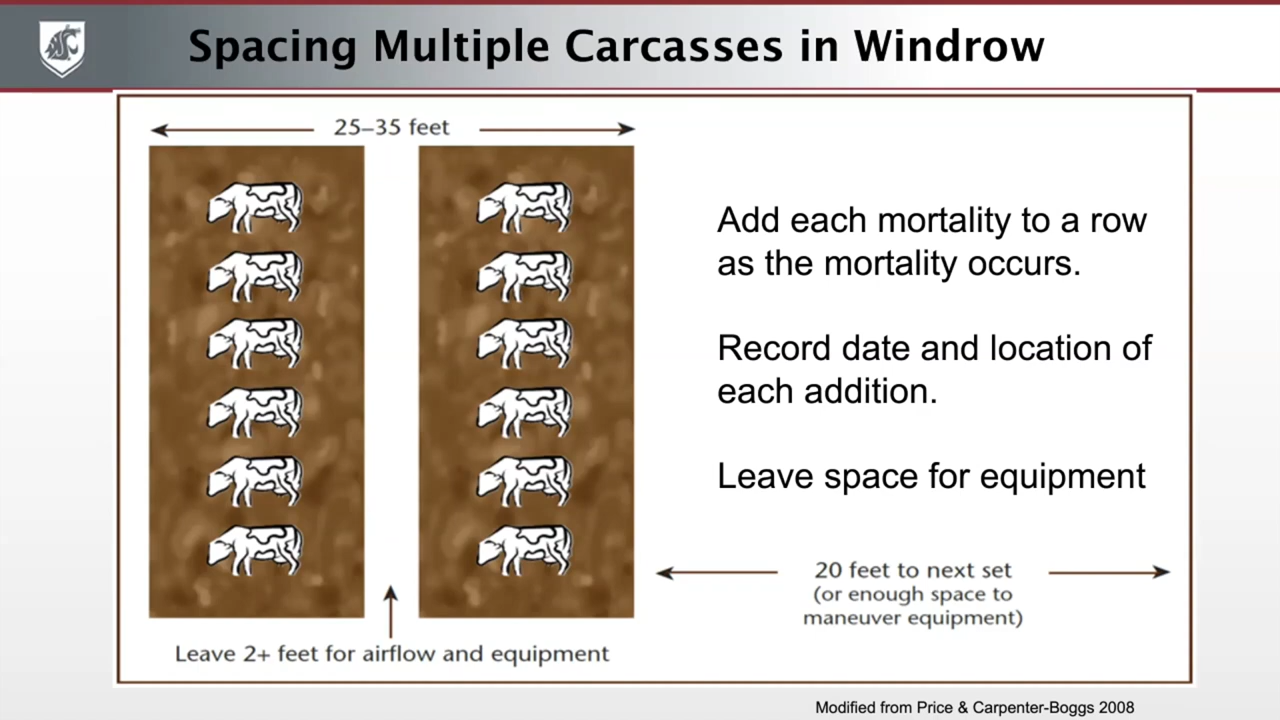 Spacing Multiple Carcasses in Windrow
25–35 feet
Add each mortality to a row
as the mortality occurs.
Record date and location of
each addition.
Leave space for equipment
20 feet to next set
(or enough space to
maneuver equipment)
Leave 2+ feet for airflow and equipment
Modified from Price & Carpenter-Boggs 2008